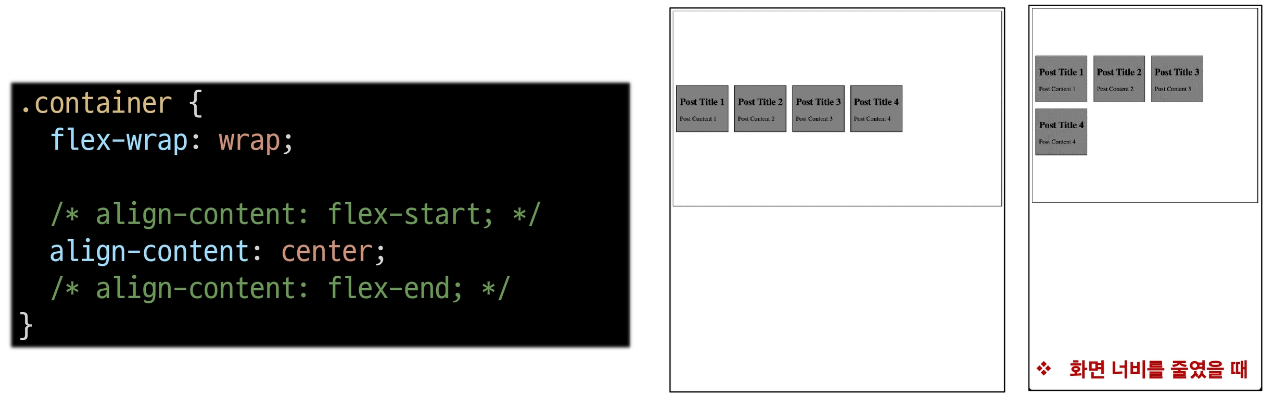 .container {
flex-wrap: wrap;
/* align-content: flex-start; */
align-content: center;
/* align-content: flex-end; */
}
Post Title 1 Post Title 2 Post Title 3 Post Title 4
Post Content 1 Post Content 2 Post Content 3 Post Content 4
Post Title 1 Post Title 2 Post Title 3
Post Content 1 Post Content 2 Post Content 3
Post Title 4
Post Content 4
❖ 화면 너비를 줄였을 때